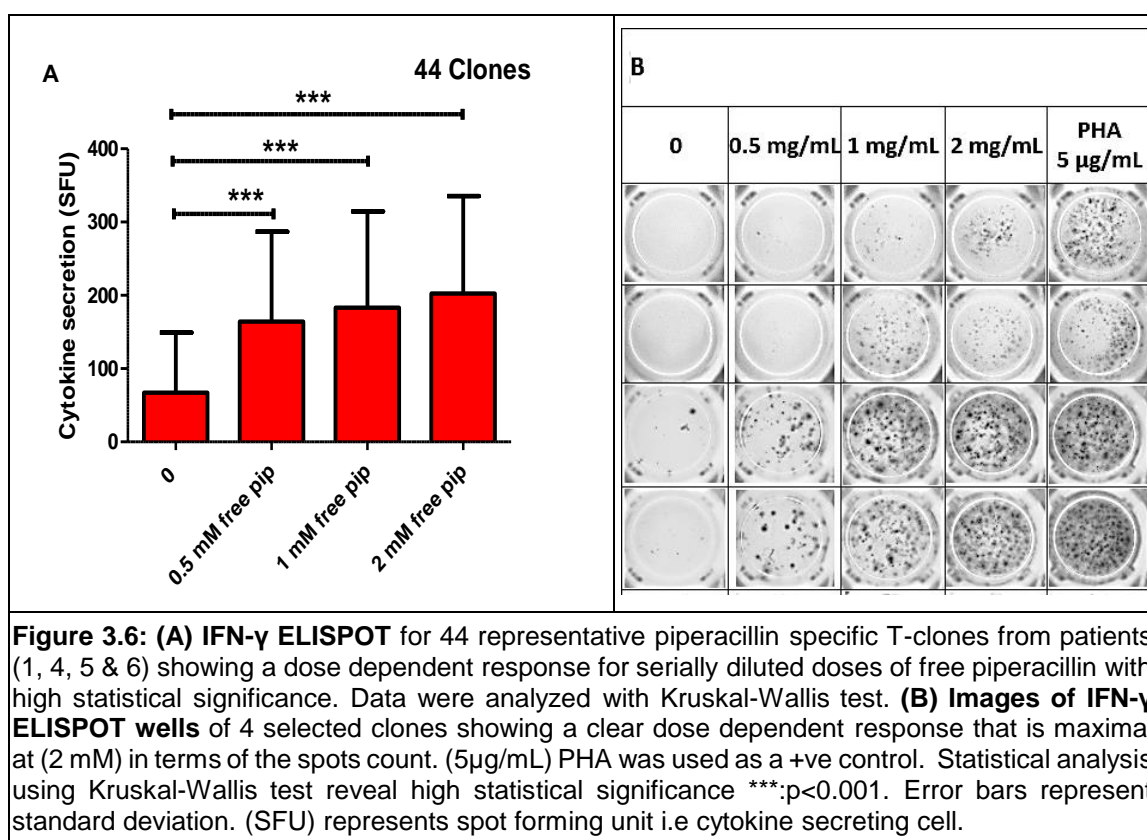 A
44 Clones
***
***
***
Cytokine secretion (SFU)
400
300
200
100
0
0
0.5 mM free pip
1 mM free pip
2 mM free pip
B
0
0.5 mg/mL
1 mg/mL
2 mg/mL
PHA
5 µg/mL
Figure 3.6: (A) IFN-γ ELISPOT for 44 representative piperacillin specific T-clones from patients
(1, 4, 5 & 6) showing a dose dependent response for serially diluted doses of free piperacillin with
high statistical significance. Data were analyzed with Kruskal-Wallis test. (B) Images of IFN-γ
ELISPOT wells of 4 selected clones showing a clear dose dependent response that is maxima
at (2 mM) in terms of the spots count. (5µg/mL) PHA was used as a +ve control. Statistical analysis
using Kruskal-Wallis test reveal high statistical significance ***:p<0.001. Error bars represent
standard deviation. (SFU) represents spot forming unit i.e cytokine secreting cell.